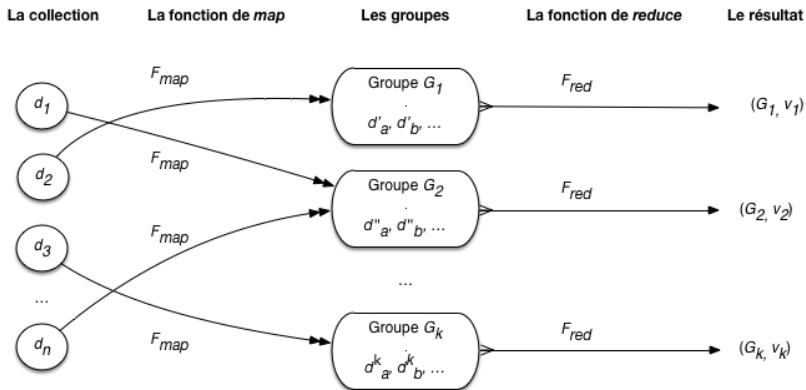 La collection La fonction de map Les groupes La fonction de reduce Le résultat
F_map Groupe G_1 F_red
d_1 . (G_1, v_1)
d'_a, d'_b, ...
F_map
d_2 Groupe G_2 F_red
. (G_2, v_2)
d"_a, d"_b, ...
F_map
d_3
...
...
Groupe G_k F_red
d_n F_map . (G_k, v_k)
d^k_a, d^k_b, ...